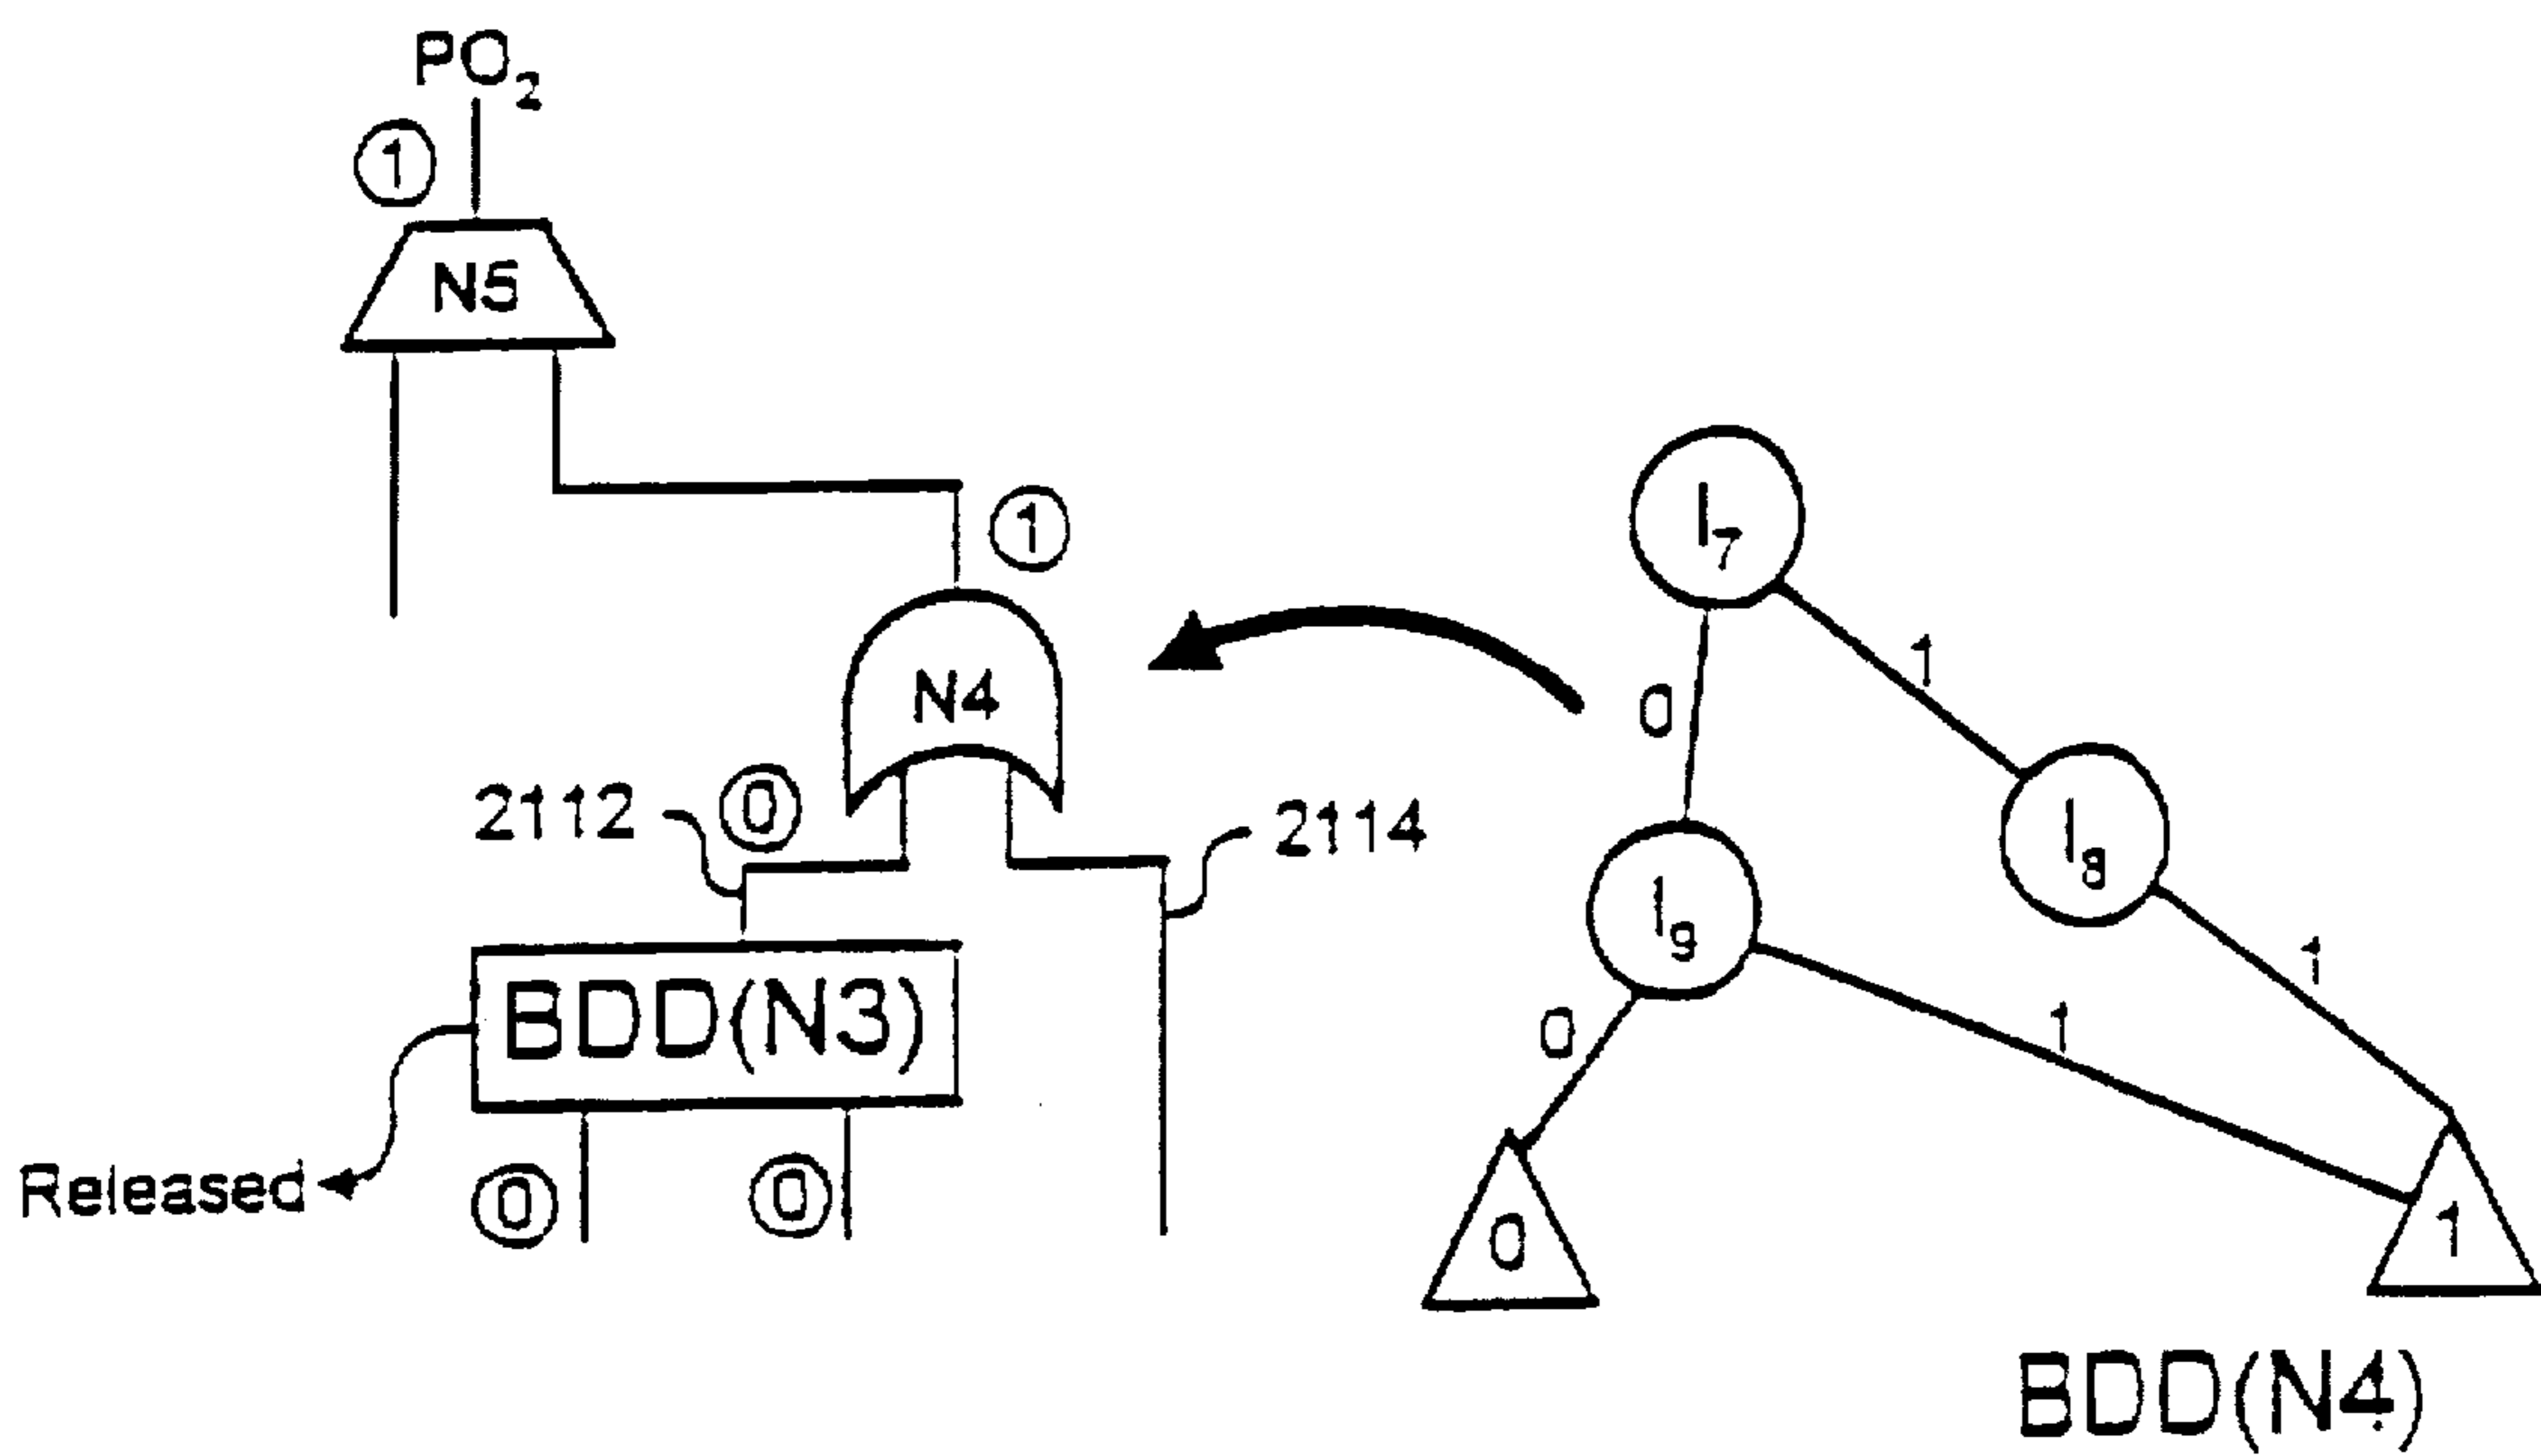 PO₂
①
N5
①
I₇
1
0
N4
2112
⓪
2114
I₈
I₉
1
BDD(N3)
0
1
Released
⓪
⓪
0
1
BDD(N4)